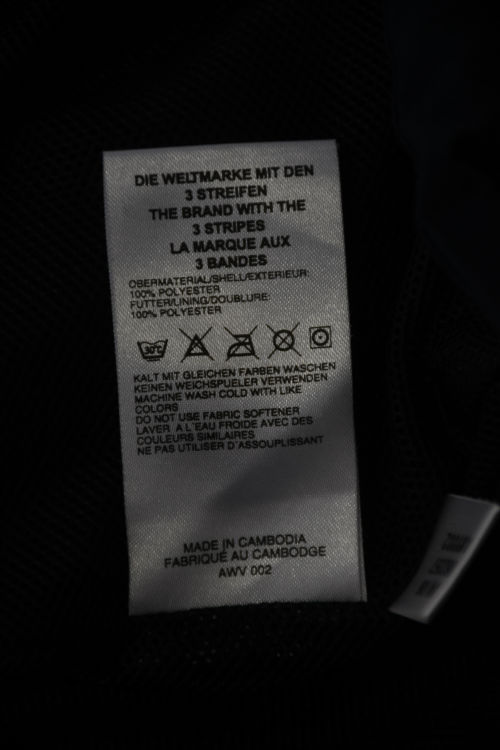 DIE WELTMARKE MIT DEN
3 STREIFEN
THE BRAND WITH THE
3 STRIPES
LA MARQUE AUX
3 BANDES
OBERMATERIAL/SHELL/EXTERIEUR:
100% POLYESTER
FUTTER/LINING/DOUBLURE:
100% POLYESTER
30°C
KALT MIT GLEICHEN FARBEN WASCHEN
KEINEN WEICHSPUELER VERWENDEN
MACHINE WASH COLD WITH LIKE
COLORS
DO NOT USE FABRIC SOFTENER
LAVER A L'EAU FROIDE AVEC DES
COULEURS SIMILAIRES
NE PAS UTILISER D'ASSOUPLISSANT
MADE IN CAMBODIA
FABRIQUÉ AU CAMBODGE
AWV 002